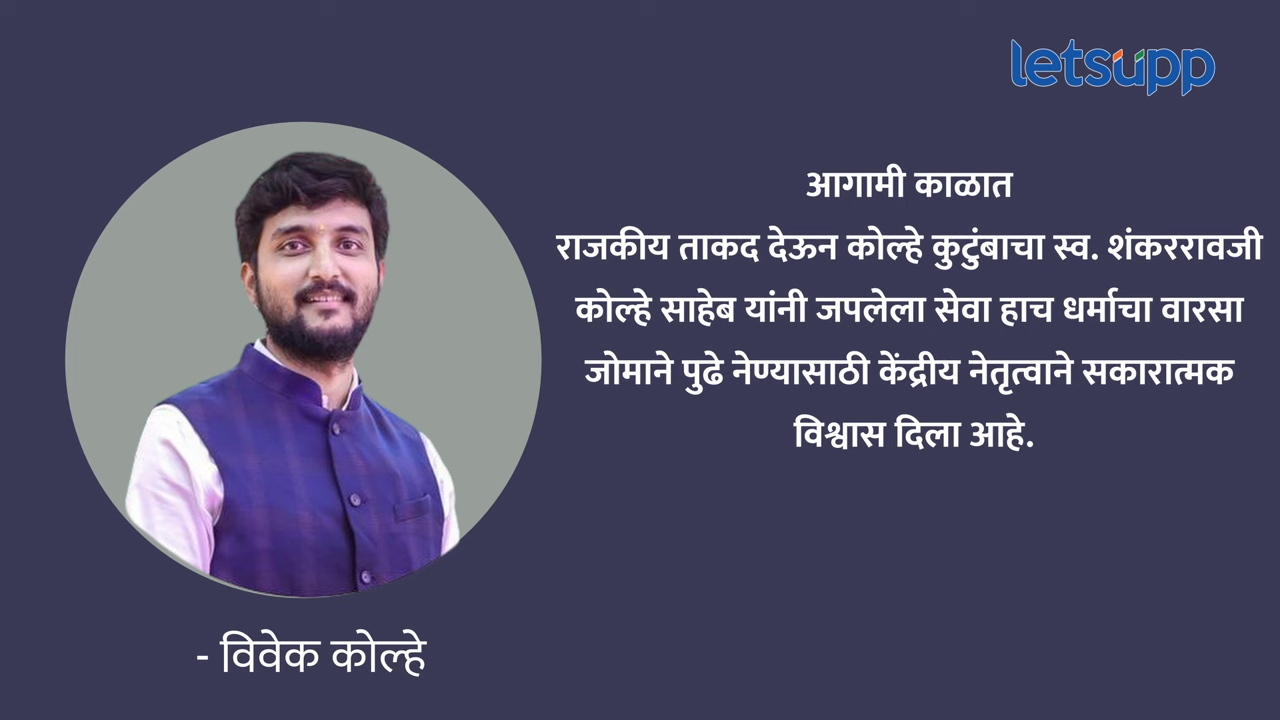 letsupp
आगामी काळात
राजकीय ताकद देऊन कोल्हे कुटुंबाचा स्व. शंकररावजी
कोल्हे साहेब यांनी जपलेला सेवा हाच धर्माचा वारसा
जोमाने पुढे नेण्यासाठी केंद्रीय नेतृत्वाने सकारात्मक
विश्वास दिला आहे.
- विवेक कोल्हे